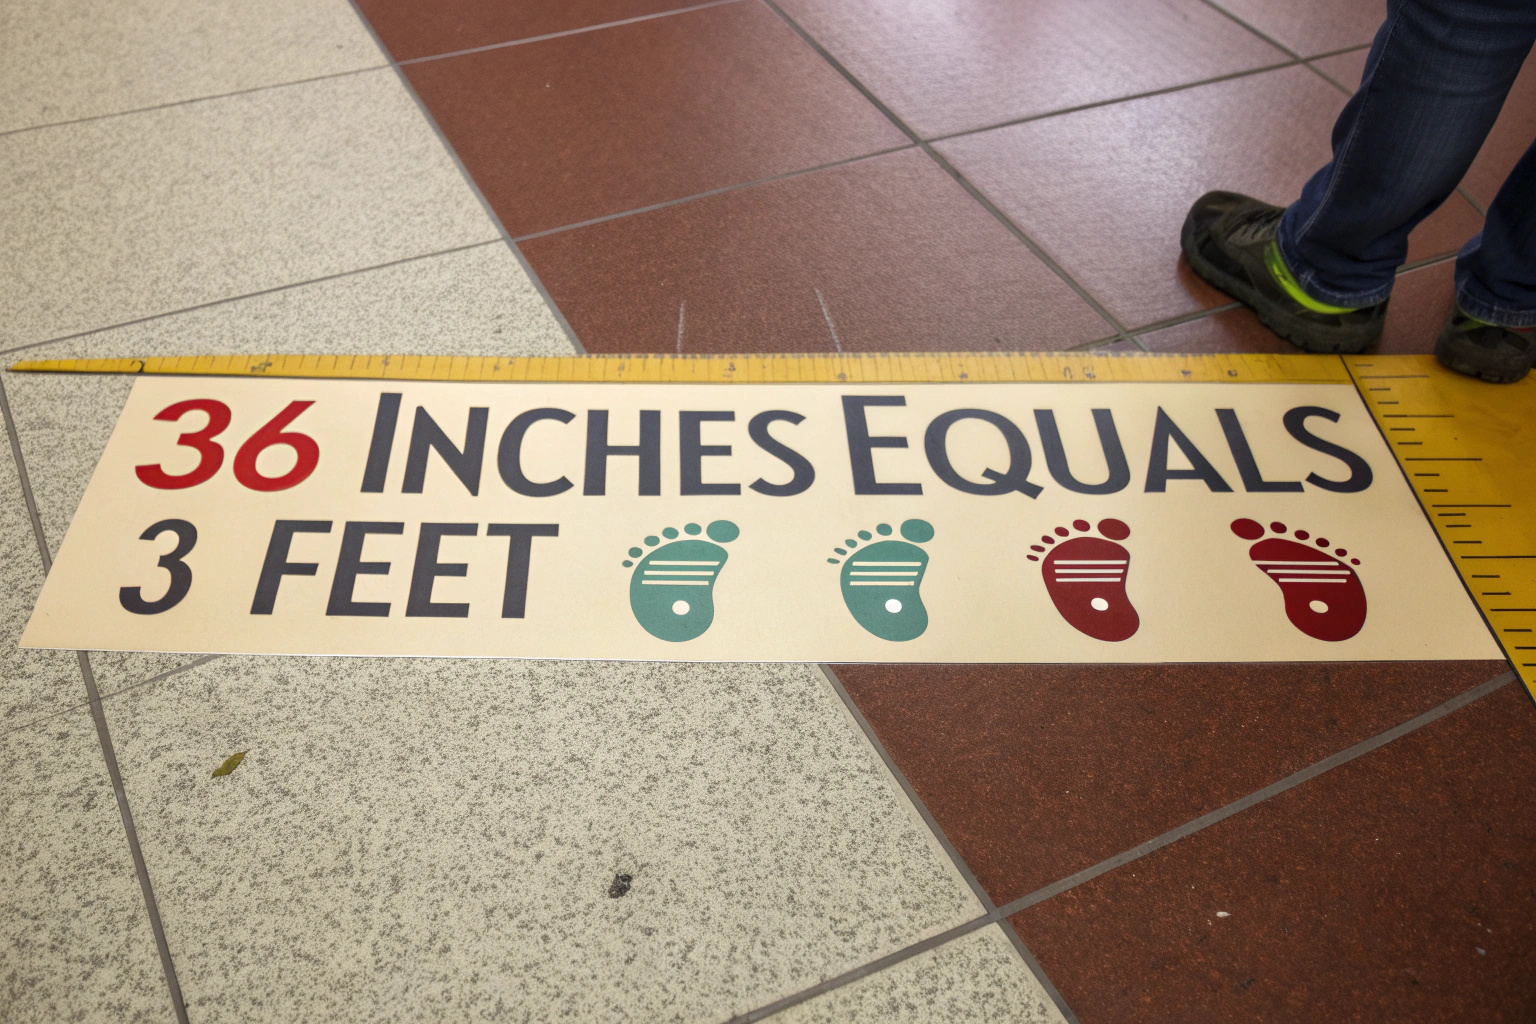 36 INCHES EQUALS
3 FEET